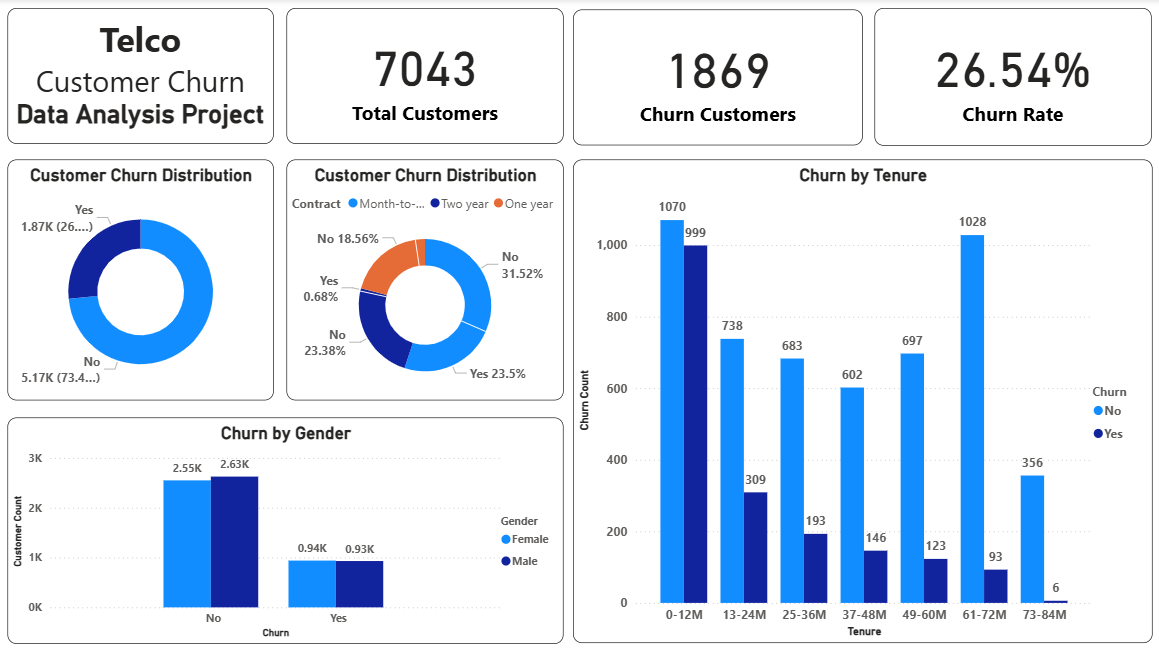 Telco
Customer Churn
Data Analysis Project
7043
Total Customers
1869
Churn Customers
26.54%
Churn Rate
Customer Churn Distribution
Yes
1.87K (26....)
No
5.17K (73.4...)
Customer Churn Distribution
Contract Month-to-... Two year One year
No 18.56%
No
31.52%
Yes
0.68%
No
23.38%
Yes 23.5%
Churn by Tenure
1070
999
738
309
683
193
602
146
697
123
1028
93
356
6
1,000
800
600
400
200
0
Churn Count
0-12M 13-24M 25-36M 37-48M 49-60M 61-72M 73-84M
Tenure
Churn
No
Yes
Churn by Gender
3K
2K
1K
0K
Customer Count
2.55K 2.63K
0.94K 0.93K
No Yes
Churn
Gender
Female
Male